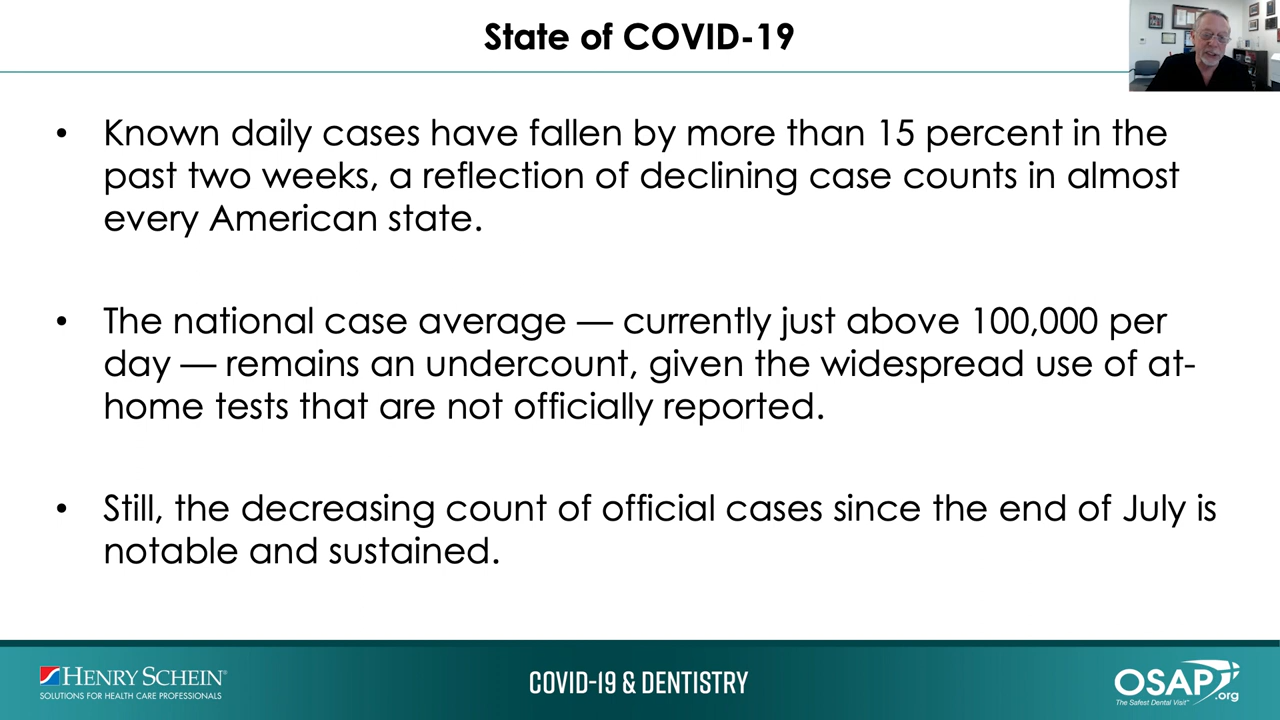 State of COVID-19
• Known daily cases have fallen by more than 15 percent in the
past two weeks, a reflection of declining case counts in almost
every American state.
• The national case average — currently just above 100,000 per
day — remains an undercount, given the widespread use of at-
home tests that are not officially reported.
• Still, the decreasing count of official cases since the end of July is
notable and sustained.
HENRY SCHEIN®
SOLUTIONS FOR HEALTH CARE PROFESSIONALS
COVID-19 & DENTISTRY
OSAP.org
The Safest Dental Visit™